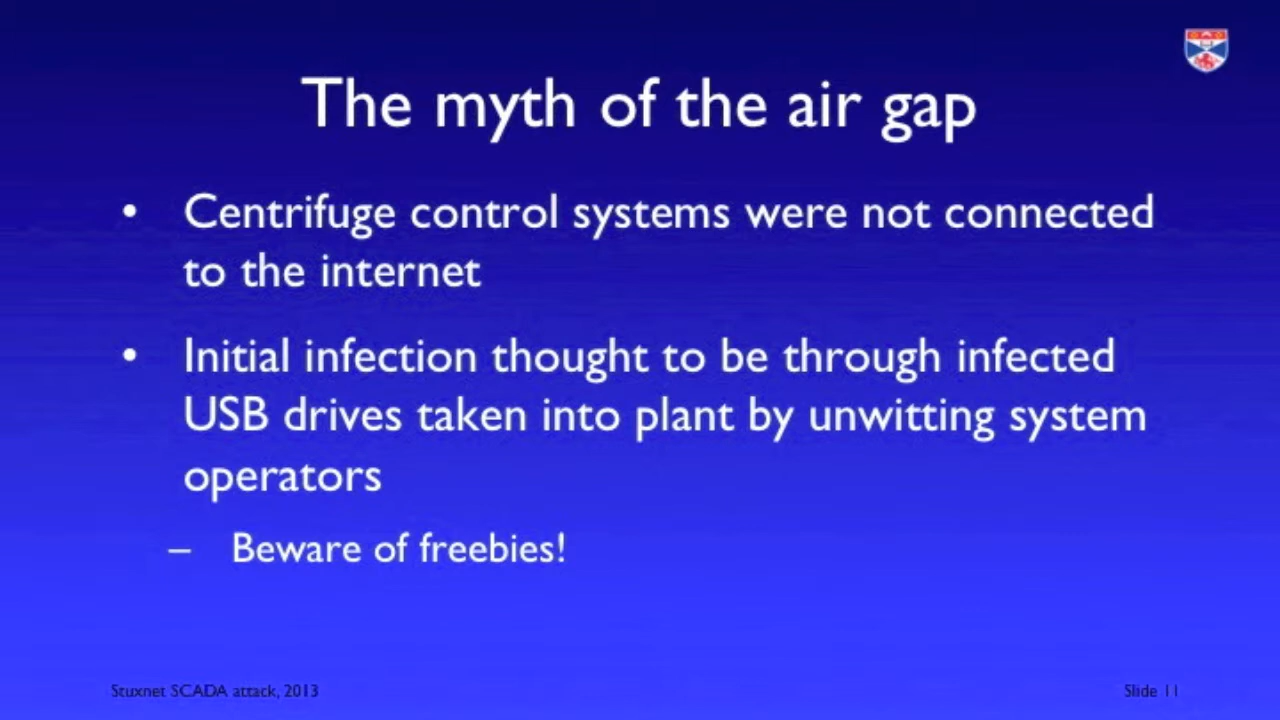 The myth of the air gap
• Centrifuge control systems were not connected
to the internet
• Initial infection thought to be through infected
USB drives taken into plant by unwitting system
operators
– Beware of freebies!
Stuxnet SCADA attack, 2013
Slide 11